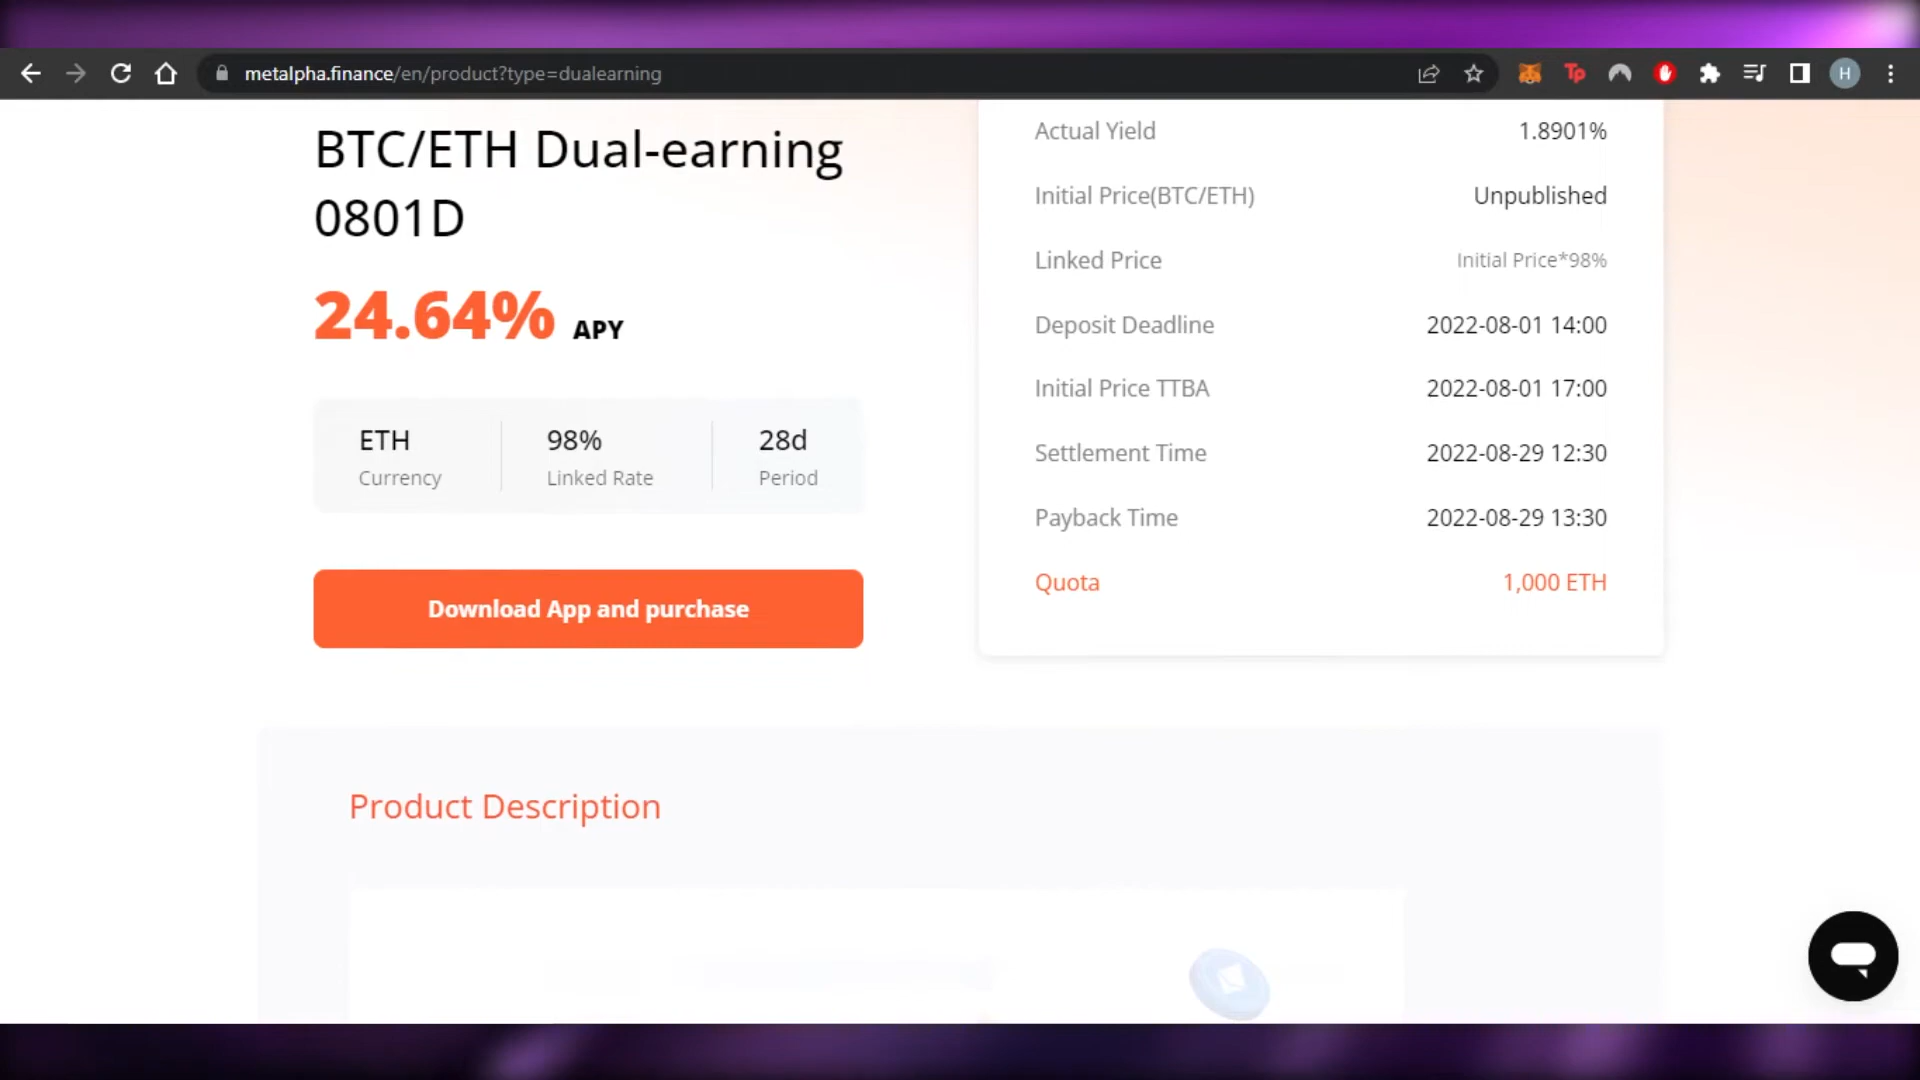 metalpha.finance/en/product?type=dualearning
Tp
H
BTC/ETH Dual-earning
0801D
24.64% APY
ETH
Currency
98%
Linked Rate
28d
Period
Download App and purchase
Actual Yield 1.8901%
Initial Price(BTC/ETH) Unpublished
Linked Price Initial Price*98%
Deposit Deadline 2022-08-01 14:00
Initial Price TTBA 2022-08-01 17:00
Settlement Time 2022-08-29 12:30
Payback Time 2022-08-29 13:30
Quota 1,000 ETH
Product Description